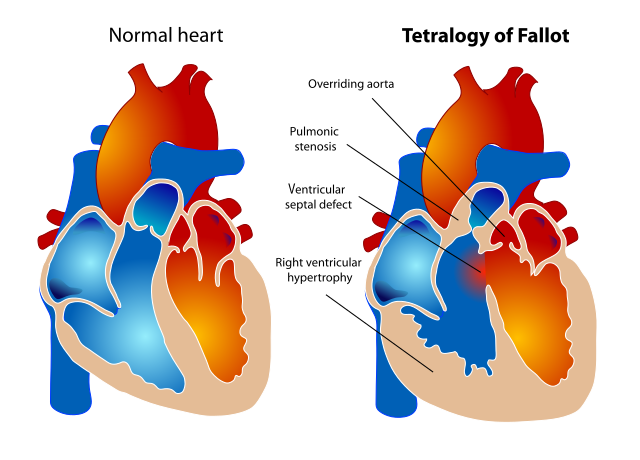 Normal heart
Tetralogy of Fallot
Overriding aorta
Pulmonic
stenosis
Ventricular
septal defect
Right ventricular
hypertrophy